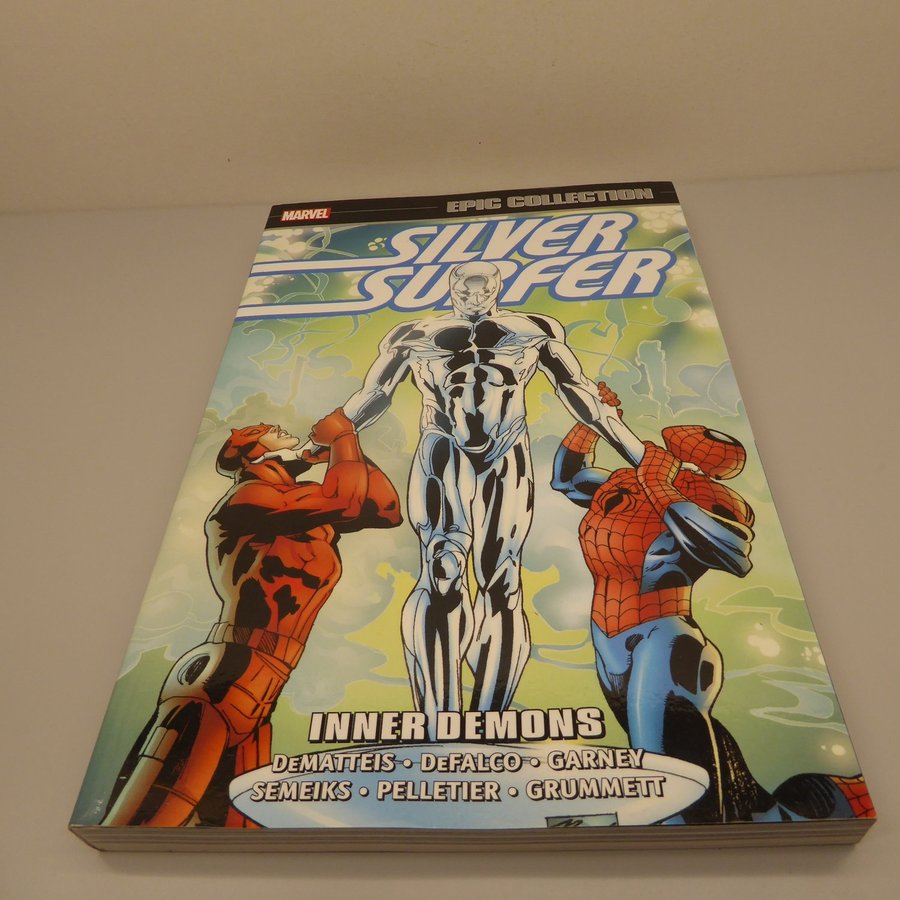 MARVEL
EPIC COLLECTION
SILVER
SURFER
INNER DEMONS
DEMATTEIS • DEFALCO • GARNEY
SEMEIKS • PELLETIER • GRUMMETT